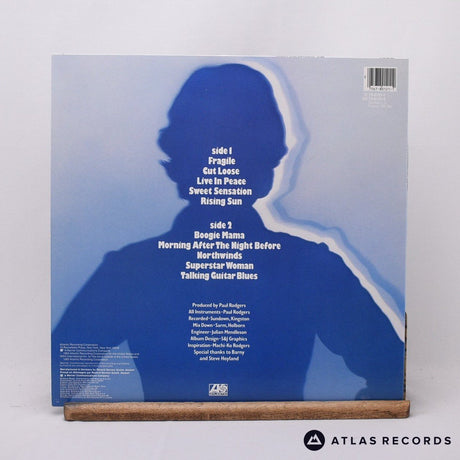 side 1
Fragile
Cut Loose
Live In Peace
Sweet Sensation
Rising Sun
side 2
Boogie Mama
Morning After The Night Before
Northwinds
Superstar Woman
Talking Guitar Blues
Produced by Paul Rodgers
All Instruments-Paul Rodgers
Recorded-Sundown, Kingston
Mix Down-Sarm, Holborn
Engineer-Julian Mendelsson
Album Design-S&J Graphics
Inspiration-Machi-Au Rodgers
Special thanks to Barny
and Steve Hoyland
ATLAS RECORDS